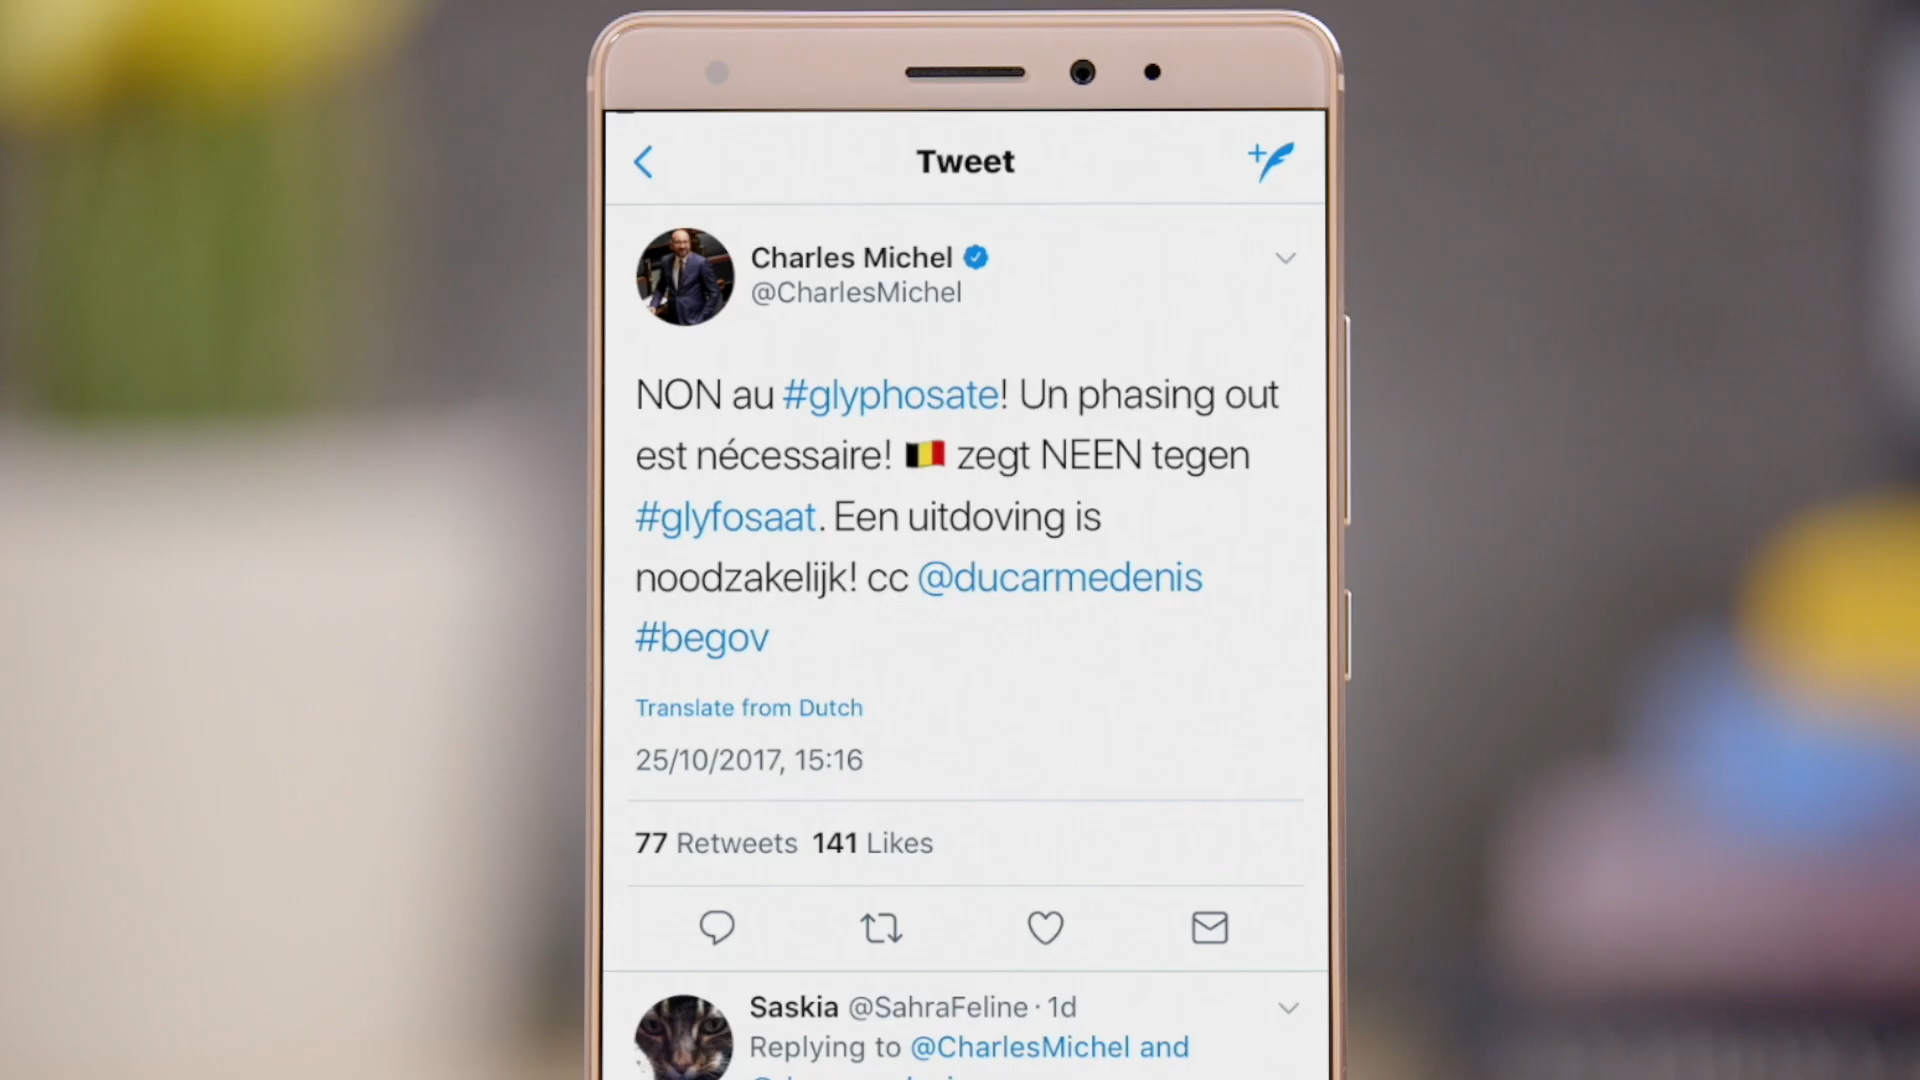 Tweet
Charles Michel
@CharlesMichel
NON au #glyphosate! Un phasing out
est nécessaire! 🇧🇪 zegt NEEN tegen
#glyfosaat. Een uitdoving is
noodzakelijk! cc @ducarmedenis
#begov
Translate from Dutch
25/10/2017, 15:16
77 Retweets 141 Likes
Saskia @SahraFeline · 1d
Replying to @CharlesMichel and